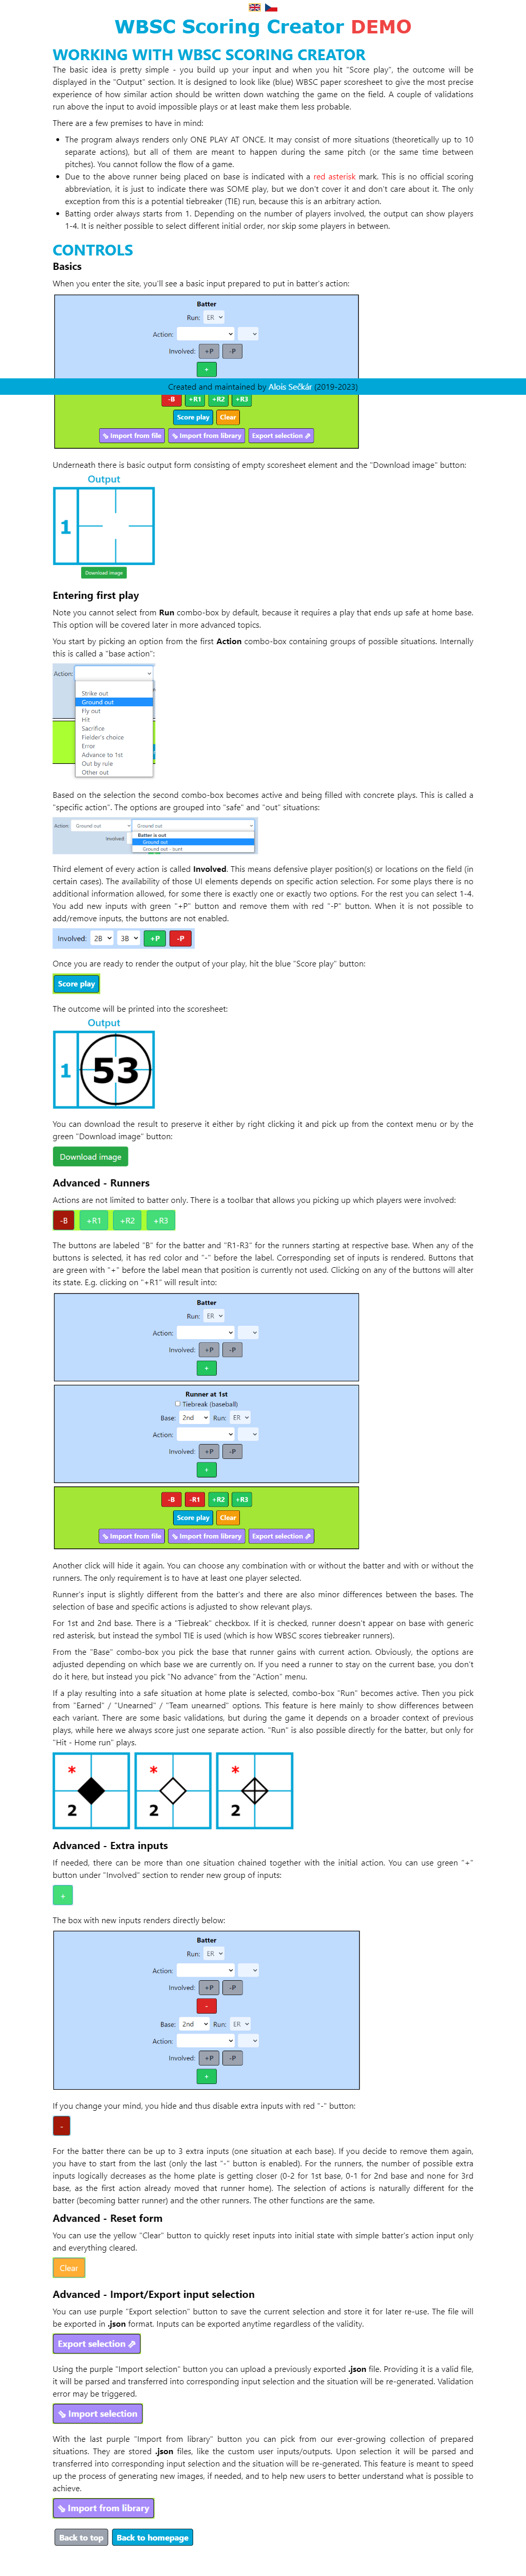 WBSC Scoring Creator DEMO
WORKING WITH WBSC SCORING CREATOR
The basic idea is pretty simple - you build up your input and when you hit "Score play", the outcome will be
displayed in the "Output" section. It is designed to look like (blue) WBSC paper scoresheet to give the most precise
experience of how similar action should be written down watching the game on the field. A couple of validations
run above the input to avoid impossible plays or at least make them less probable.
There are a few premises to have in mind:
• The program always renders only ONE PLAY AT ONCE. It may consist of more situations (theoretically up to 10
separate actions), but all of them are meant to happen during the same pitch (or the same time between
pitches). You cannot follow the flow of a game.
• Due to the above runner being placed on base is indicated with a red asterisk mark. This is no official scoring
abbreviation, it is just to indicate there was SOME play, but we don't cover it and don't care about it. The only
exception from this is a potential tiebreaker (TIE) run, because this is an arbitrary action.
• Batting order always starts from 1. Depending on the number of players involved, the output can show players
1-4. It is neither possible to select different initial order, nor skip some players in between.
CONTROLS
Basics
When you enter the site, you'll see a basic input prepared to put in batter's action:
Batter
Run: ER
Action:
Involved: +P -P
+
Created and maintained by Alois Sečkár (2019-2023)
-B +R1 +R2 +R3
Score play Clear
Import from file Import from library Export selection
Underneath there is basic output form consisting of empty scoresheet element and the "Download image" button:
Output
1
Download image
Entering first play
Note you cannot select from Run combo-box by default, because it requires a play that ends up safe at home base.
This option will be covered later in more advanced topics.
You start by picking an option from the first Action combo-box containing groups of possible situations. Internally
this is called a "base action":
Action:
Strike out
Ground out
Fly out
Hit
Sacrifice
Fielder's choice
Error
Advance to 1st
Out by rule
Other out
Based on the selection the second combo-box becomes active and being filled with concrete plays. This is called a
"specific action". The options are grouped into "safe" and "out" situations:
Action: Ground out Ground out
Involved: Batter is out
Ground out
Ground out - bunt
Third element of every action is called Involved. This means defensive player position(s) or locations on the field (in
certain cases). The availability of those UI elements depends on specific action selection. For some plays there is no
additional information allowed, for some there is exactly one or exactly two options. For the rest you can select 1-4.
You add new inputs with green "+P" button and remove them with red "-P" button. When it is not possible to
add/remove inputs, the buttons are not enabled.
Involved: 2B 3B +P -P
Once you are ready to render the output of your play, hit the blue "Score play" button:
Score play
The outcome will be printed into the scoresheet:
Output
1 53
You can download the result to preserve it either by right clicking it and pick up from the context menu or by the
green "Download image" button:
Download image
Advanced - Runners
Actions are not limited to batter only. There is a toolbar that allows you picking up which players were involved:
-B +R1 +R2 +R3
The buttons are labeled "B" for the batter and "R1-R3" for the runners starting at respective base. When any of the
buttons is selected, it has red color and "-" before the label. Corresponding set of inputs is rendered. Buttons that
are green with "+" before the label mean that position is currently not used. Clicking on any of the buttons will alter
its state. E.g. clicking on "+R1" will result into:
Batter
Run: ER
Action:
Involved: +P -P
+
Runner at 1st
Tiebreak (baseball)
Base: 2nd Run: ER
Action:
Involved: +P -P
+
-B -R1 +R2 +R3
Score play Clear
Import from file Import from library Export selection
Another click will hide it again. You can choose any combination with or without the batter and with or without the
runners. The only requirement is to have at least one player selected.
Runner's input is slightly different from the batter's and there are also minor differences between the bases. The
selection of base and specific actions is adjusted to show relevant plays.
For 1st and 2nd base. There is a "Tiebreak" checkbox. If it is checked, runner doesn't appear on base with generic
red asterisk, but instead the symbol TIE is used (which is how WBSC scores tiebreaker runners).
From the "Base" combo-box you pick the base that runner gains with current action. Obviously, the options are
adjusted depending on which base we are currently on. If you need a runner to stay on the current base, you don't
do it here, but instead you pick "No advance" from the "Action" menu.
If a play resulting into a safe situation at home plate is selected, combo-box "Run" becomes active. Then you pick
from "Earned" / "Unearned" / "Team unearned" options. This feature is here mainly to show differences between
each variant. There are some basic validations, but during the game it depends on a broader context of previous
plays, while here we always score just one separate action. "Run" is also possible directly for the batter, but only for
"Hit - Home run" plays.
* * *
2 2 2
Advanced - Extra inputs
If needed, there can be more than one situation chained together with the initial action. You can use green "+"
button under "Involved" section to render new group of inputs:
+
The box with new inputs renders directly below:
Batter
Run: ER
Action:
Involved: +P -P
-
Base: 2nd Run: ER
Action:
Involved: +P -P
+
If you change your mind, you hide and thus disable extra inputs with red "-" button:
-
For the batter there can be up to 3 extra inputs (one situation at each base). If you decide to remove them again,
you have to start from the last (only the last "-" button is enabled). For the runners, the number of possible extra
inputs logically decreases as the home plate is getting closer (0-2 for 1st base, 0-1 for 2nd base and none for 3rd
base, as the first action already moved that runner home). The selection of actions is naturally different for the
batter (becoming batter runner) and the other runners. The other functions are the same.
Advanced - Reset form
You can use the yellow "Clear" button to quickly reset inputs into initial state with simple batter's action input only
and everything cleared.
Clear
Advanced - Import/Export input selection
You can use purple "Export selection" button to save the current selection and store it for later re-use. The file will
be exported in .json format. Inputs can be exported anytime regardless of the validity.
Export selection
Using the purple "Import selection" button you can upload a previously exported .json file. Providing it is a valid file,
it will be parsed and transferred into corresponding input selection and the situation will be re-generated. Validation
error may be triggered.
Import selection
With the last purple "Import from library" button you can pick from our ever-growing collection of prepared
situations. They are stored .json files, like the custom user inputs/outputs. Upon selection it will be parsed and
transferred into corresponding input selection and the situation will be re-generated. This feature is meant to speed
up the process of generating new images, if needed, and to help new users to better understand what is possible to
achieve.
Import from library
Back to top Back to homepage